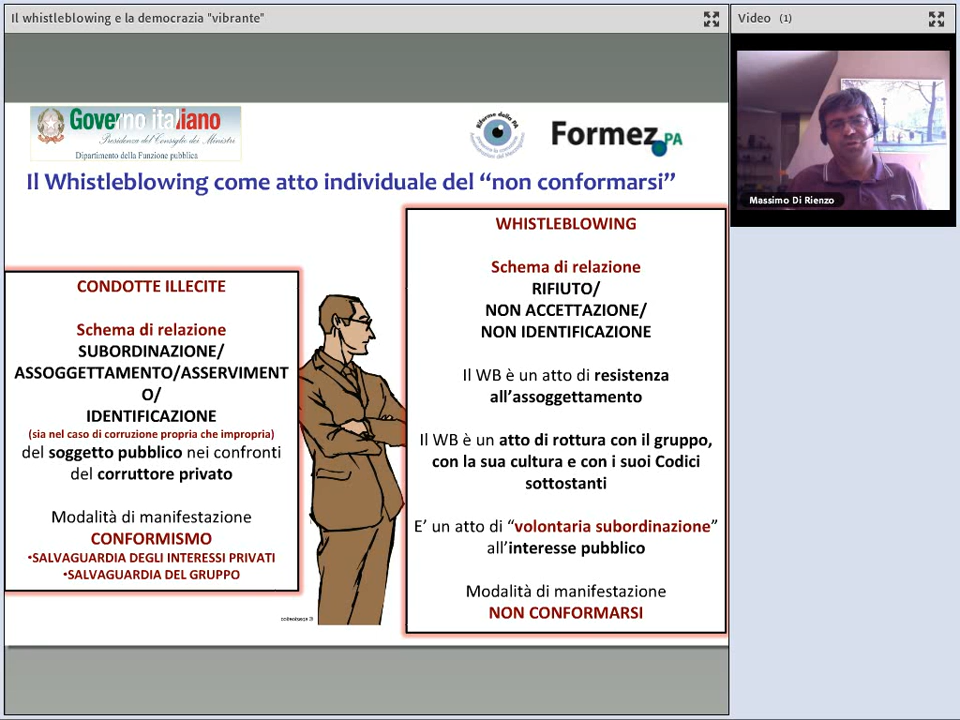 Il whistleblowing e la democrazia "vibrante"
Video (1)
Governo italiano
Presidenza del Consiglio dei Ministri
Dipartimento della Funzione pubblica
Formez PA
Massimo Di Rienzo
Il Whistleblowing come atto individuale del “non conformarsi”
CONDOTTE ILLECITE
Schema di relazione
SUBORDINAZIONE/
ASSOGGETTAMENTO/ASSERVIMENT
O/
IDENTIFICAZIONE
(sia nel caso di corruzione propria che impropria)
del soggetto pubblico nei confronti
del corruttore privato
Modalità di manifestazione
CONFORMISMO
•SALVAGUARDIA DEGLI INTERESSI PRIVATI
•SALVAGUARDIA DEL GRUPPO
WHISTLEBLOWING
Schema di relazione
RIFIUTO/
NON ACCETTAZIONE/
NON IDENTIFICAZIONE
Il WB è un atto di resistenza
all’assoggettamento
Il WB è un atto di rottura con il gruppo,
con la sua cultura e con i suoi Codici
sottostanti
E’ un atto di “volontaria subordinazione”
all’interesse pubblico
Modalità di manifestazione
NON CONFORMARSI